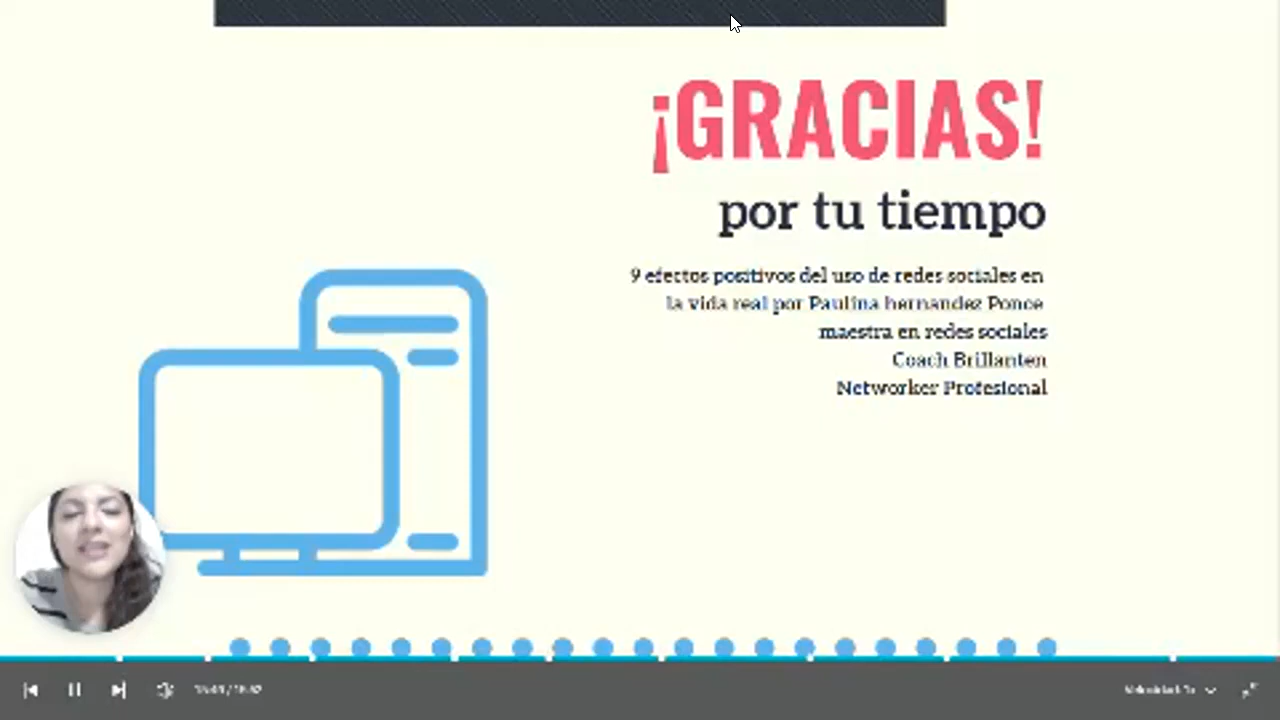 ¡GRACIAS!
por tu tiempo
9 efectos positivos del uso de redes sociales en
la vida real por Paulina hernandez Ponce
maestra en redes sociales
Coach Brillanten
Networker Profesional